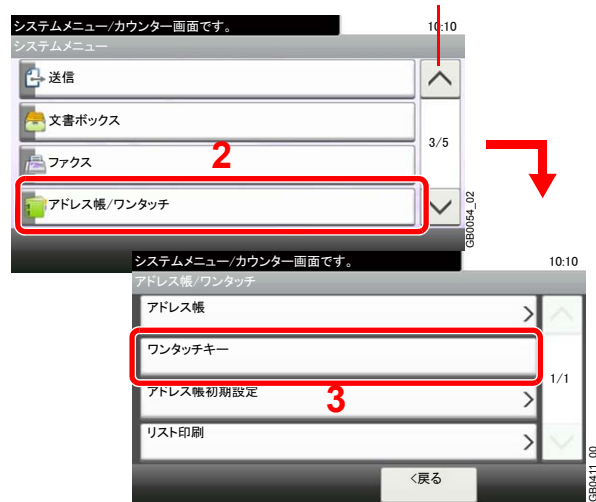 システムメニュー/カウンター画面です。 10:10
システムメニュー
送信
文書ボックス
3/5
ファクス
2
アドレス帳/ワンタッチ
GB0054_02
システムメニュー/カウンター画面です。 10:10
アドレス帳/ワンタッチ
アドレス帳
ワンタッチキー
1/1
アドレス帳初期設定
3
リスト印刷
<戻る
GB0411_00